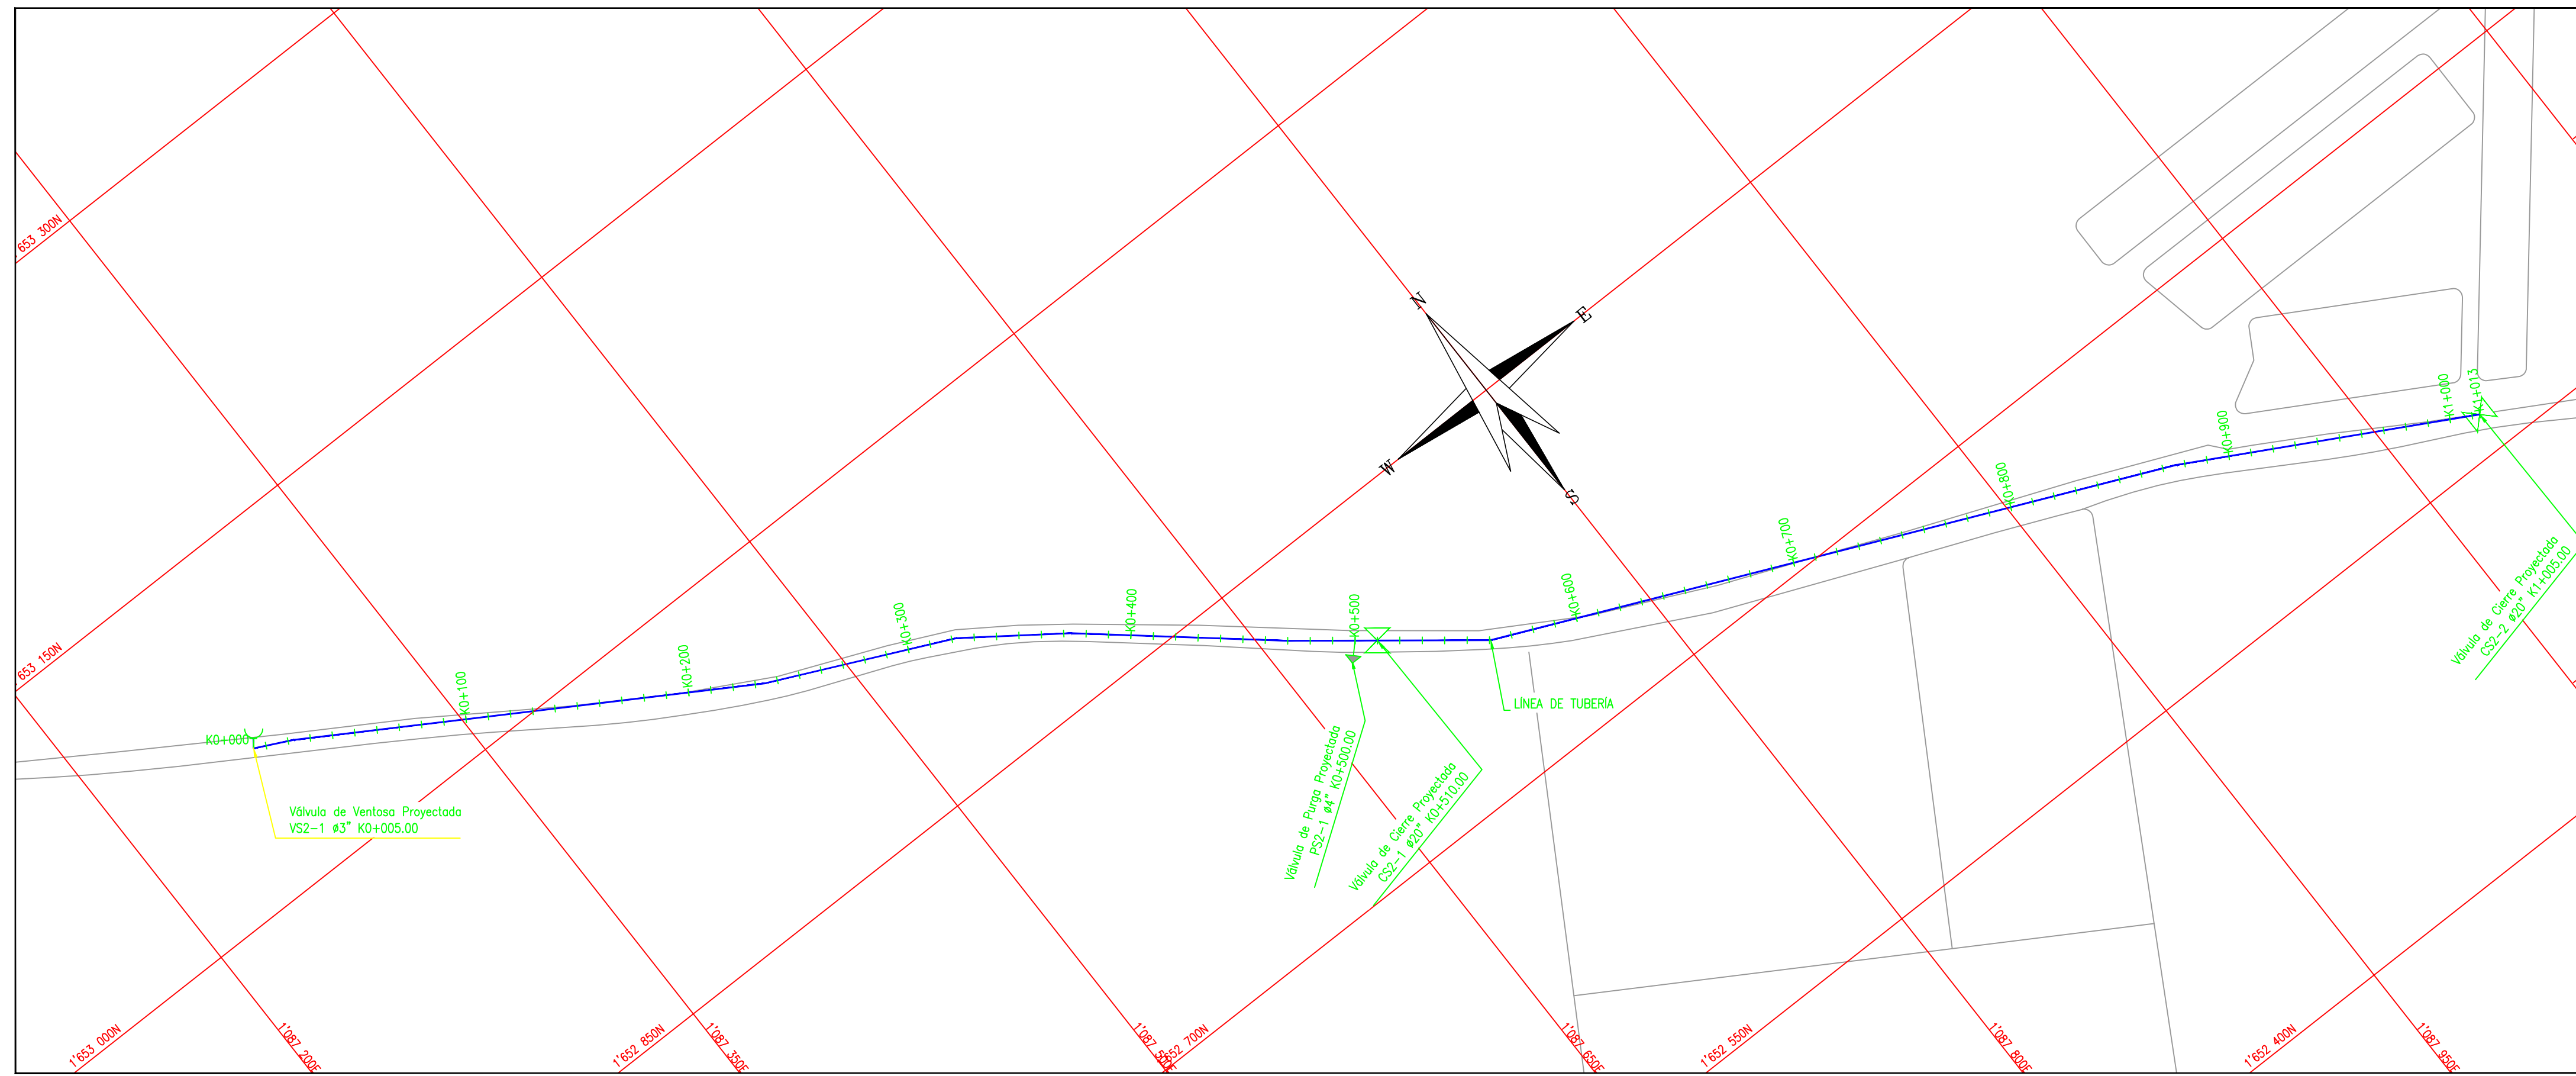 653 300N
653 150N
N
E
W
S
K0+000
K0+100
K0+200
K0+300
K0+400
K0+500
K0+600
K0+700
K0+800
K0+900
K1+000
K1+013
Válvula de Ventosa Proyectada
VS2-1 ø3" K0+005.00
Válvula de Purga Proyectada
PS2-1 ø4" K0+500.00
Válvula de Cierre Proyectada
CS2-1 ø20" K0+510.00
LÍNEA DE TUBERÍA
Válvula de Cierre Proyectada
CS2-2 ø20" K1+005.00
1'653 000N
1'087 200E
1'652 850N
1'087 350E
1'087
652 700N
1'087 650E
1'652 550N
1'087 800E
1'652 400N
1'087 950E